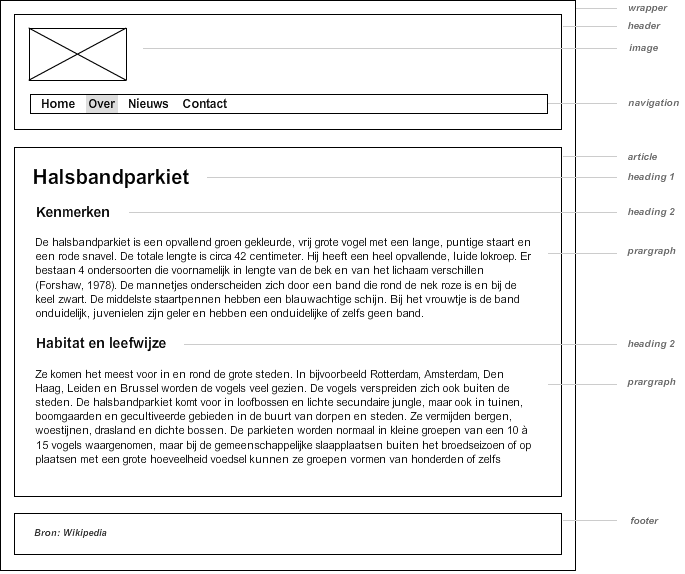 wrapper
header
image
Home Over Nieuws Contact
navigation
article
Halsbandparkiet
heading 1
Kenmerken
heading 2
De halsbandparkiet is een opvallend groen gekleurde, vrij grote vogel met een lange, puntige staart en
een rode snavel. De totale lengte is circa 42 centimeter. Hij heeft een heel opvallende, luide lokroep. Er
prargraph
bestaan 4 ondersoorten die voornamelijk in lengte van de bek en van het lichaam verschillen
(Forshaw, 1978). De mannetjes onderscheiden zich door een band die rond de nek roze is en bij de
keel zwart. De middelste staartpennen hebben een blauwachtige schijn. Bij het vrouwtje is de band
onduidelijk, juvenielen zijn geler en hebben een onduidelijke of zelfs geen band.
Habitat en leefwijze
heading 2
Ze komen het meest voor in en rond de grote steden. In bijvoorbeeld Rotterdam, Amsterdam, Den
Haag, Leiden en Brussel worden de vogels veel gezien. De vogels verspreiden zich ook buiten de
prargraph
steden. De halsbandparkiet komt voor in loofbossen en lichte secundaire jungle, maar ook in tuinen,
boomgaarden en gecultiveerde gebieden in de buurt van dorpen en steden. Ze vermijden bergen,
woestijnen, drasland en dichte bossen. De parkieten worden normaal in kleine groepen van een 10 à
15 vogels waargenomen, maar bij de gemeenschappelijke slaapplaatsen buiten het broedseizoen of op
plaatsen met een grote hoeveelheid voedsel kunnen ze groepen vormen van honderden of zelfs
footer
Bron: Wikipedia